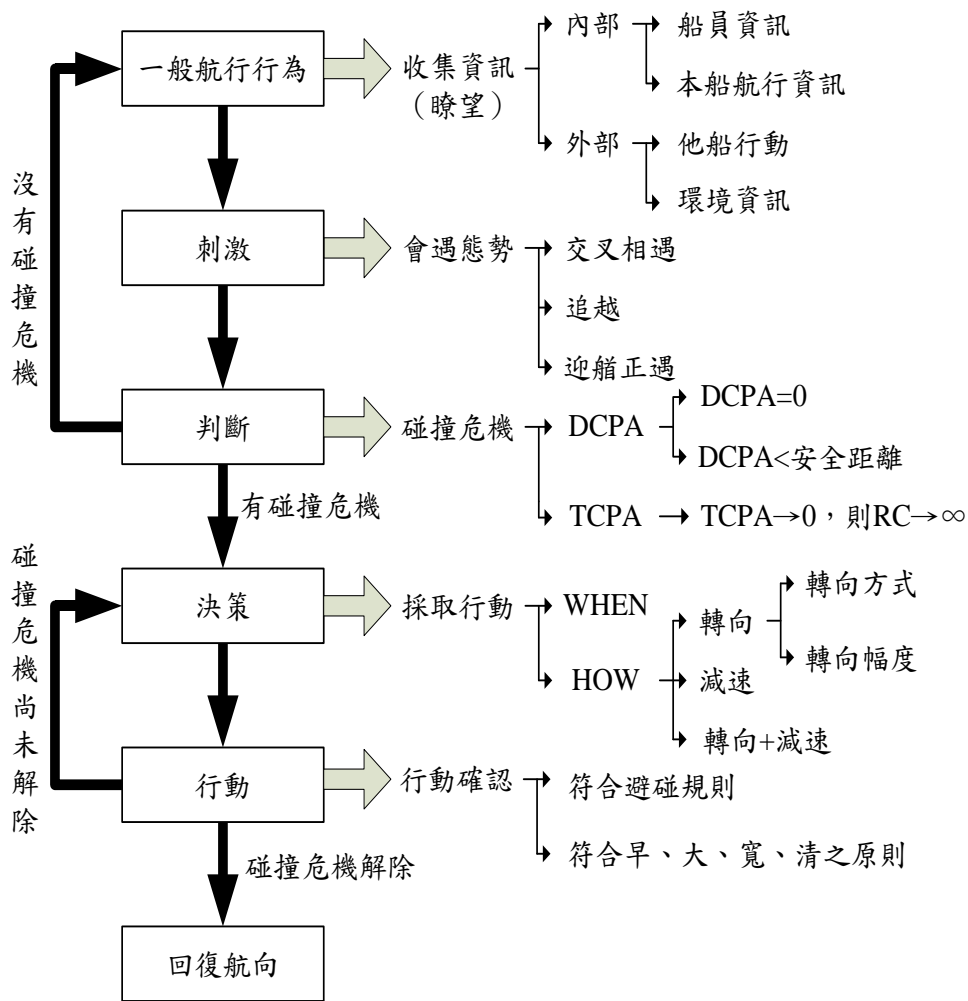 一般航行行為
收集資訊
（瞭望）
內部
船員資訊
本船航行資訊
外部
他船行動
環境資訊
沒有碰撞危機
刺激
會遇態勢
交叉相遇
追越
迎艏正遇
判斷
碰撞危機
DCPA
DCPA=0
DCPA<安全距離
TCPA
TCPA→0，則RC→∞
有碰撞危機
碰撞危機尚未解除
決策
採取行動
WHEN
HOW
轉向
轉向方式
轉向幅度
減速
轉向+減速
行動
行動確認
符合避碰規則
符合早、大、寬、清之原則
碰撞危機解除
回復航向